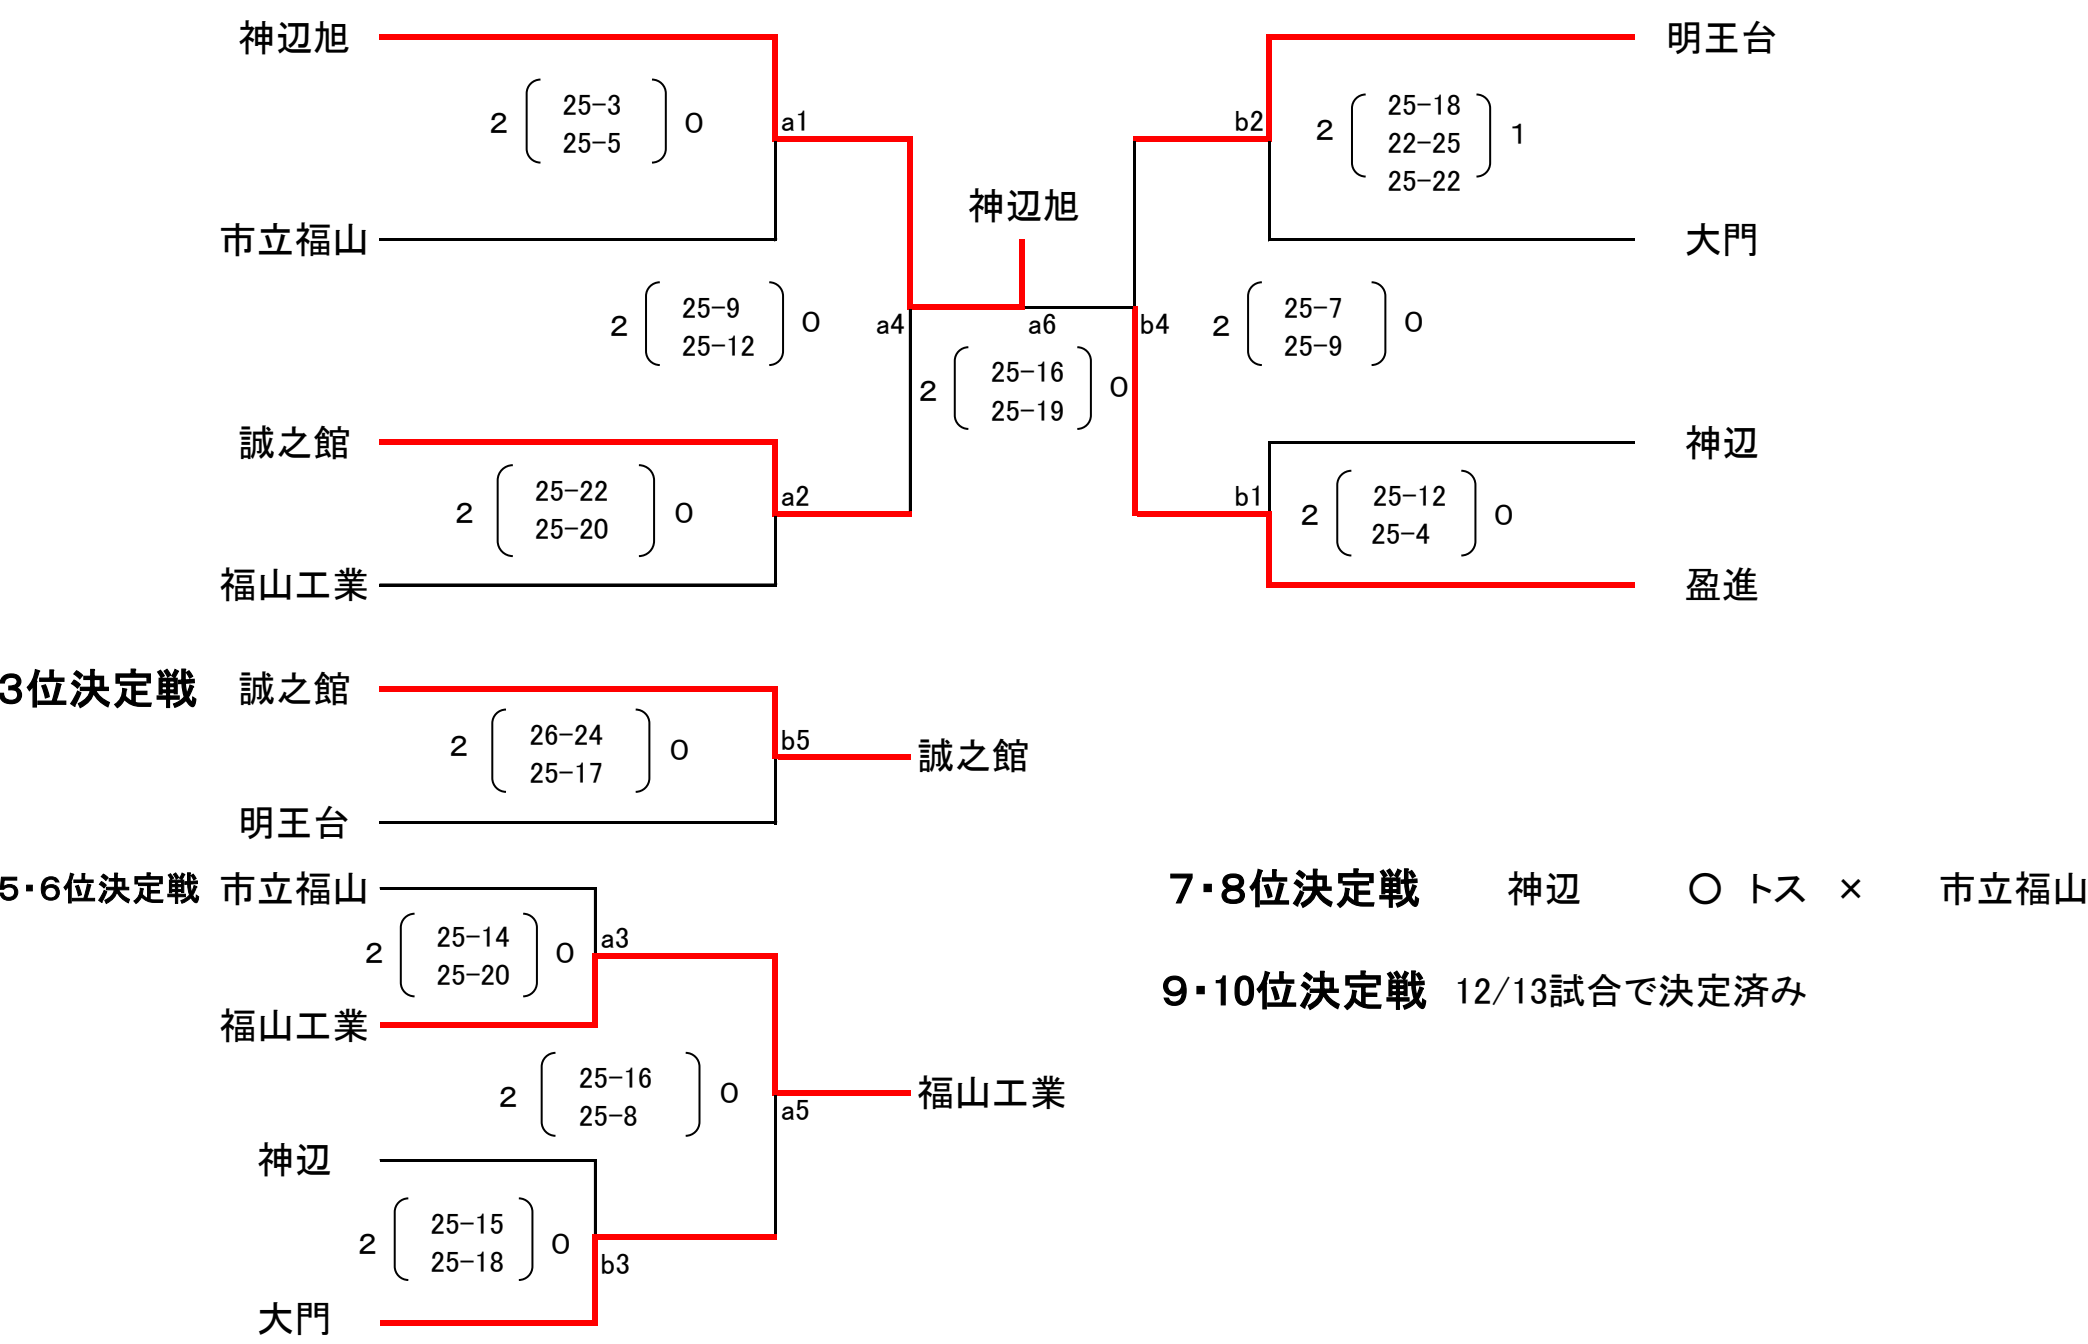 神辺旭
明王台
25-3
25-5
2
0
a1
b2
2
25-18
22-25
25-22
1
神辺旭
市立福山
大門
2
25-9
25-12
0
a4
a6
b4
2
25-7
25-9
0
2
25-16
25-19
0
誠之館
神辺
2
25-22
25-20
0
a2
b1
2
25-12
25-4
0
福山工業
盈進
3位決定戦
誠之館
2
26-24
25-17
0
b5
誠之館
明王台
5・6位決定戦
市立福山
7・8位決定戦 神辺 ○ トス × 市立福山
2
25-14
25-20
0
a3
9・10位決定戦 12/13試合で決定済み
福山工業
2
25-16
25-8
0
a5
福山工業
神辺
2
25-15
25-18
0
b3
大門